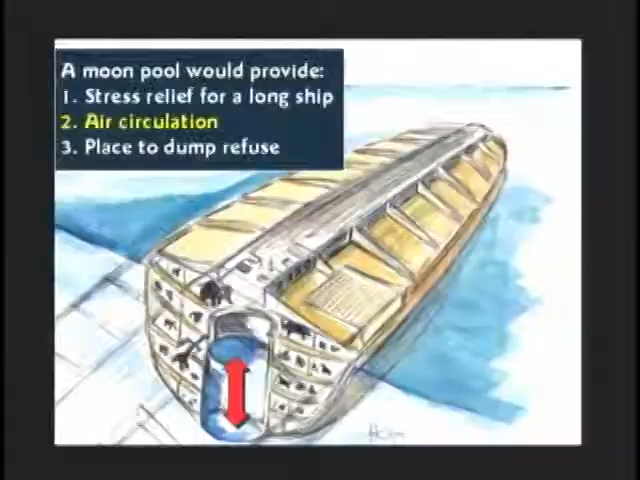 A moon pool would provide:
1. Stress relief for a long ship
2. Air circulation
3. Place to dump refuse